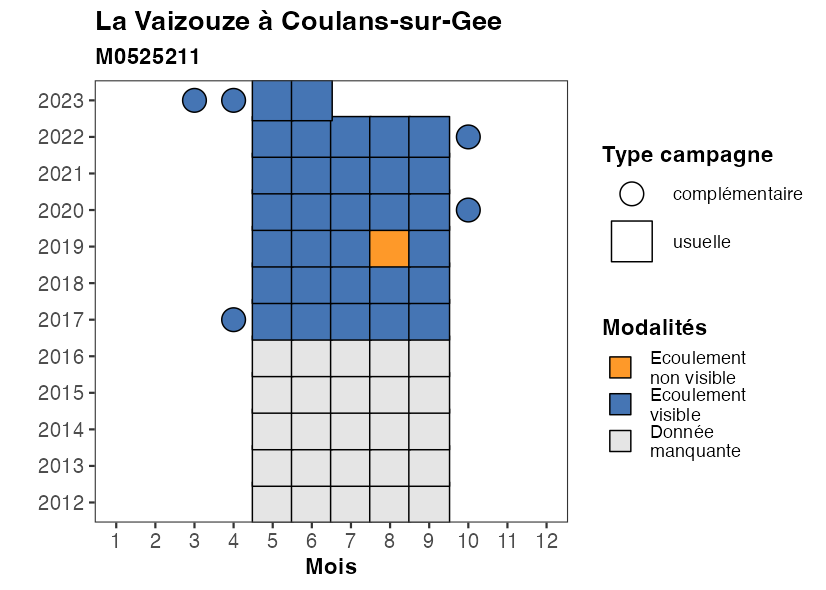 La Vaizouze à Coulans-sur-Gee
M0525211
2023
2022
2021
2020
2019
2018
2017
2016
2015
2014
2013
2012
1 2 3 4 5 6 7 8 9 10 11 12
Mois
Type campagne
complémentaire
usuelle
Modalités
Ecoulement
non visible
Ecoulement
visible
Donnée
manquante